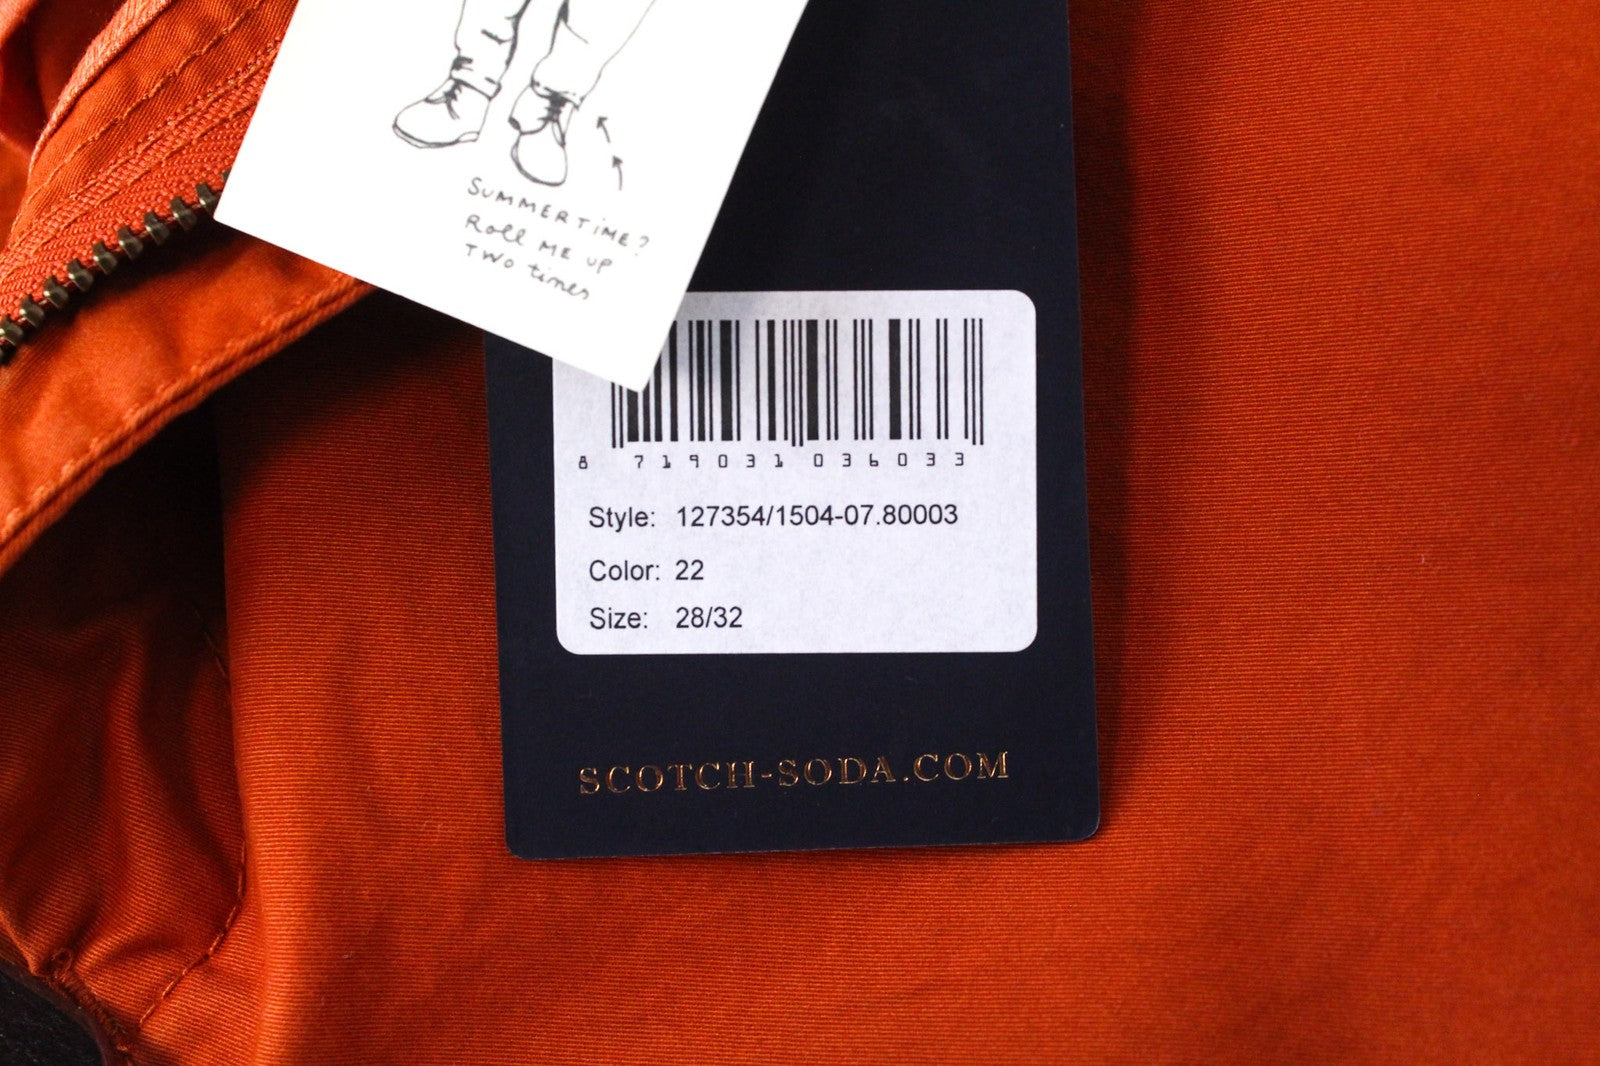 SUMMERTiME?
Roll ME UP
TWO times
8 719031 036033
Style: 127354/1504-07.80003
Color: 22
Size: 28/32
SCOTCH-SODA.COM